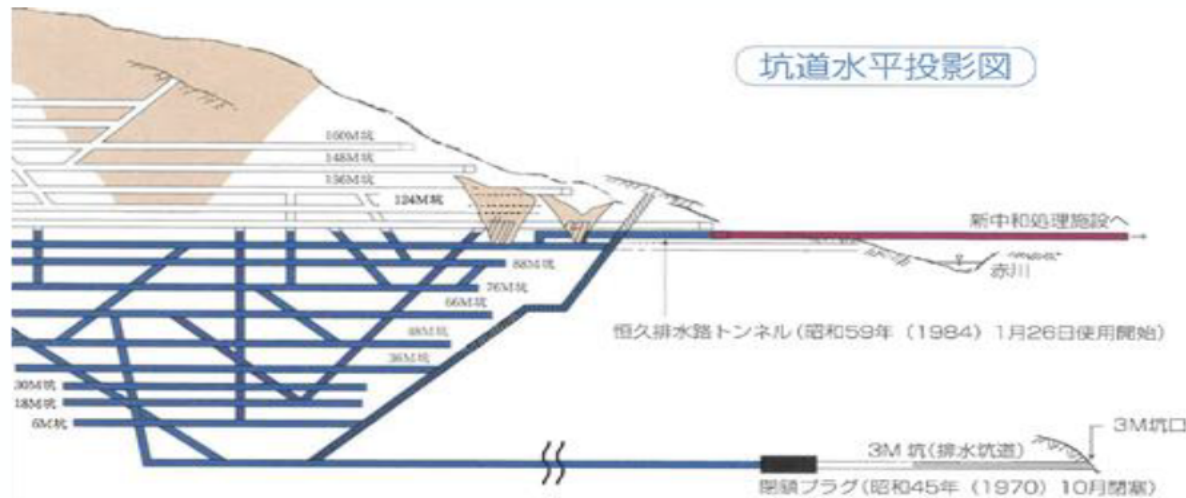 坑道水平投影図
160M坑
148M坑
136M坑
124M坑
新中和処理施設へ
赤川
88M坑
76M坑
66M坑
48M坑
36M坑
30M坑
18M坑
6M坑
恒久排水路トンネル(昭和59年(1984)1月26日使用開始)
3M坑口
3M 坑(排水坑道)
閉鎖プラグ(昭和45年(1970)10月閉塞)